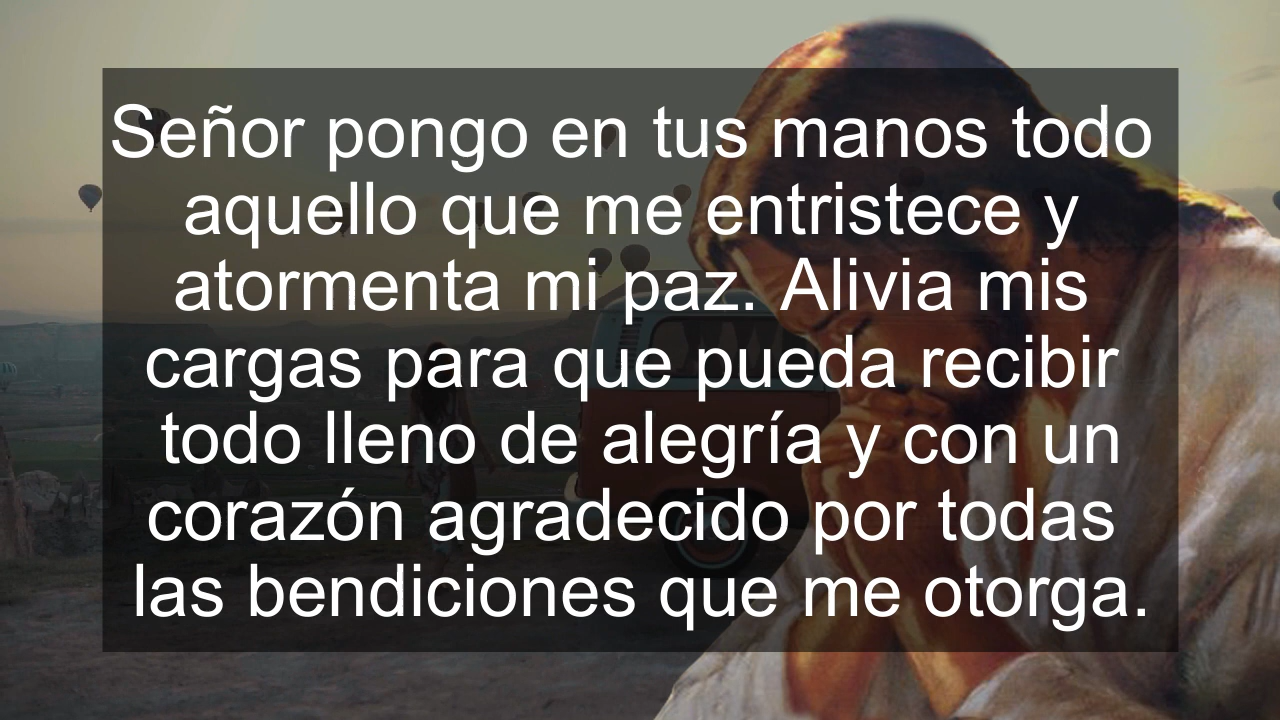 Señor pongo en tus manos todo
aquello que me entristece y
atormenta mi paz. Alivia mis
cargas para que pueda recibir
todo lleno de alegría y con un
corazón agradecido por todas
las bendiciones que me otorga.